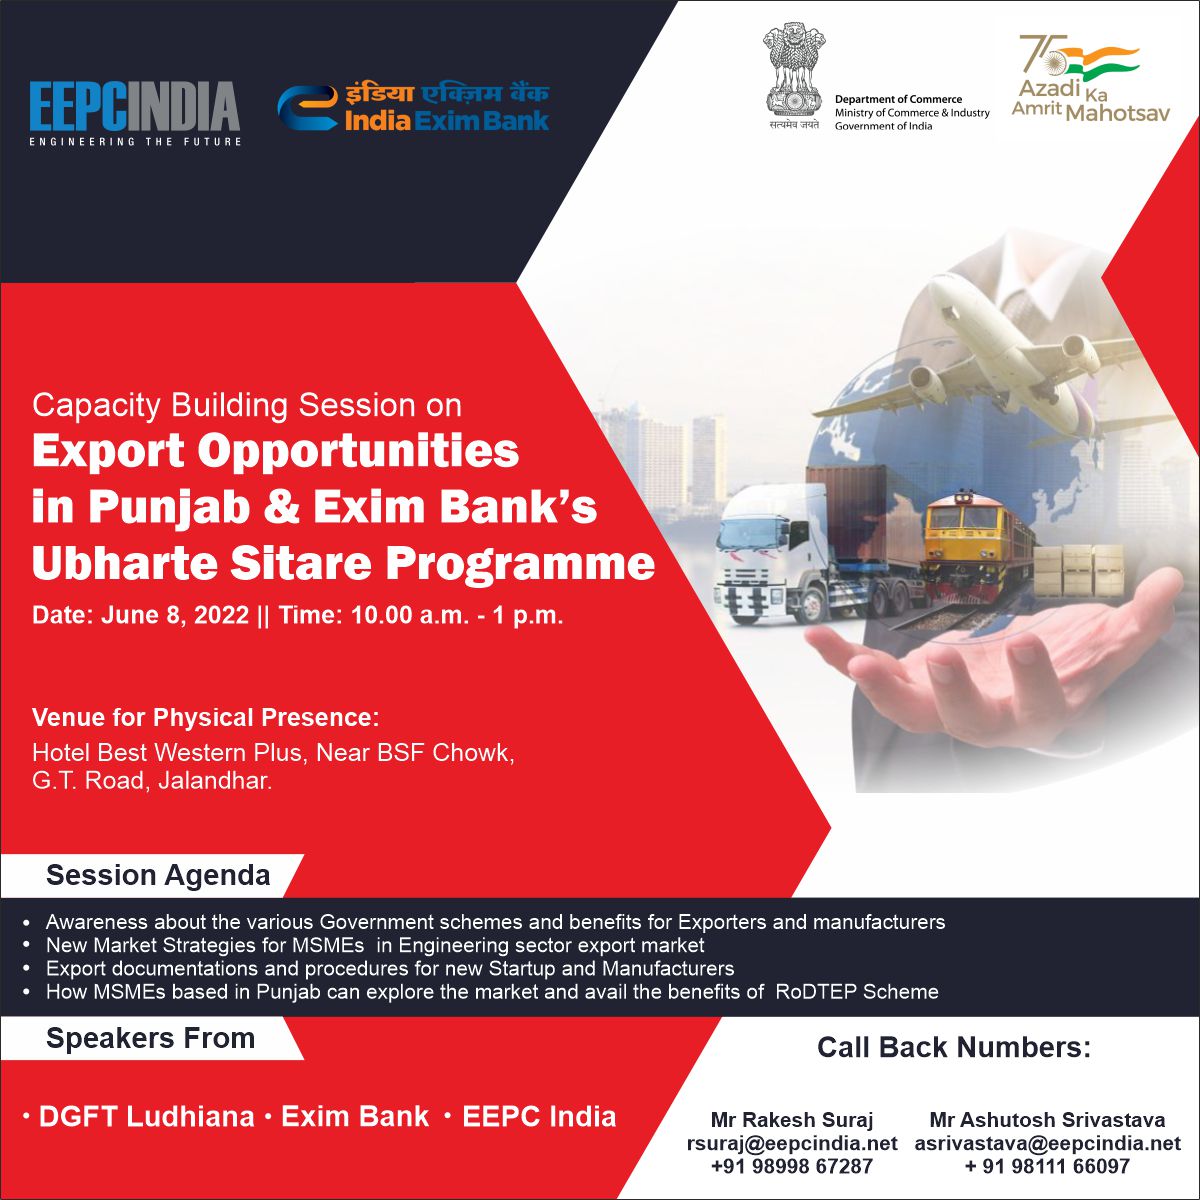 EEPCINDIA
ENGINEERING THE FUTURE
इंडिया एक्ज़िम बैंक
India Exim Bank
सत्यमेव जयते
Department of Commerce
Ministry of Commerce & Industry
Government of India
75
Azadi Ka
Amrit Mahotsav
Capacity Building Session on
Export Opportunities
in Punjab & Exim Bank’s
Ubharte Sitare Programme
Date: June 8, 2022 || Time: 10.00 a.m. - 1 p.m.
Venue for Physical Presence:
Hotel Best Western Plus, Near BSF Chowk,
G.T. Road, Jalandhar.
Session Agenda
• Awareness about the various Government schemes and benefits for Exporters and manufacturers
• New Market Strategies for MSMEs in Engineering sector export market
• Export documentations and procedures for new Startup and Manufacturers
• How MSMEs based in Punjab can explore the market and avail the benefits of RoDTEP Scheme
Speakers From
• DGFT Ludhiana • Exim Bank • EEPC India
Call Back Numbers:
Mr Rakesh Suraj
rsuraj@eepcindia.net
+91 98998 67287
Mr Ashutosh Srivastava
asrivastava@eepcindia.net
+ 91 98111 66097